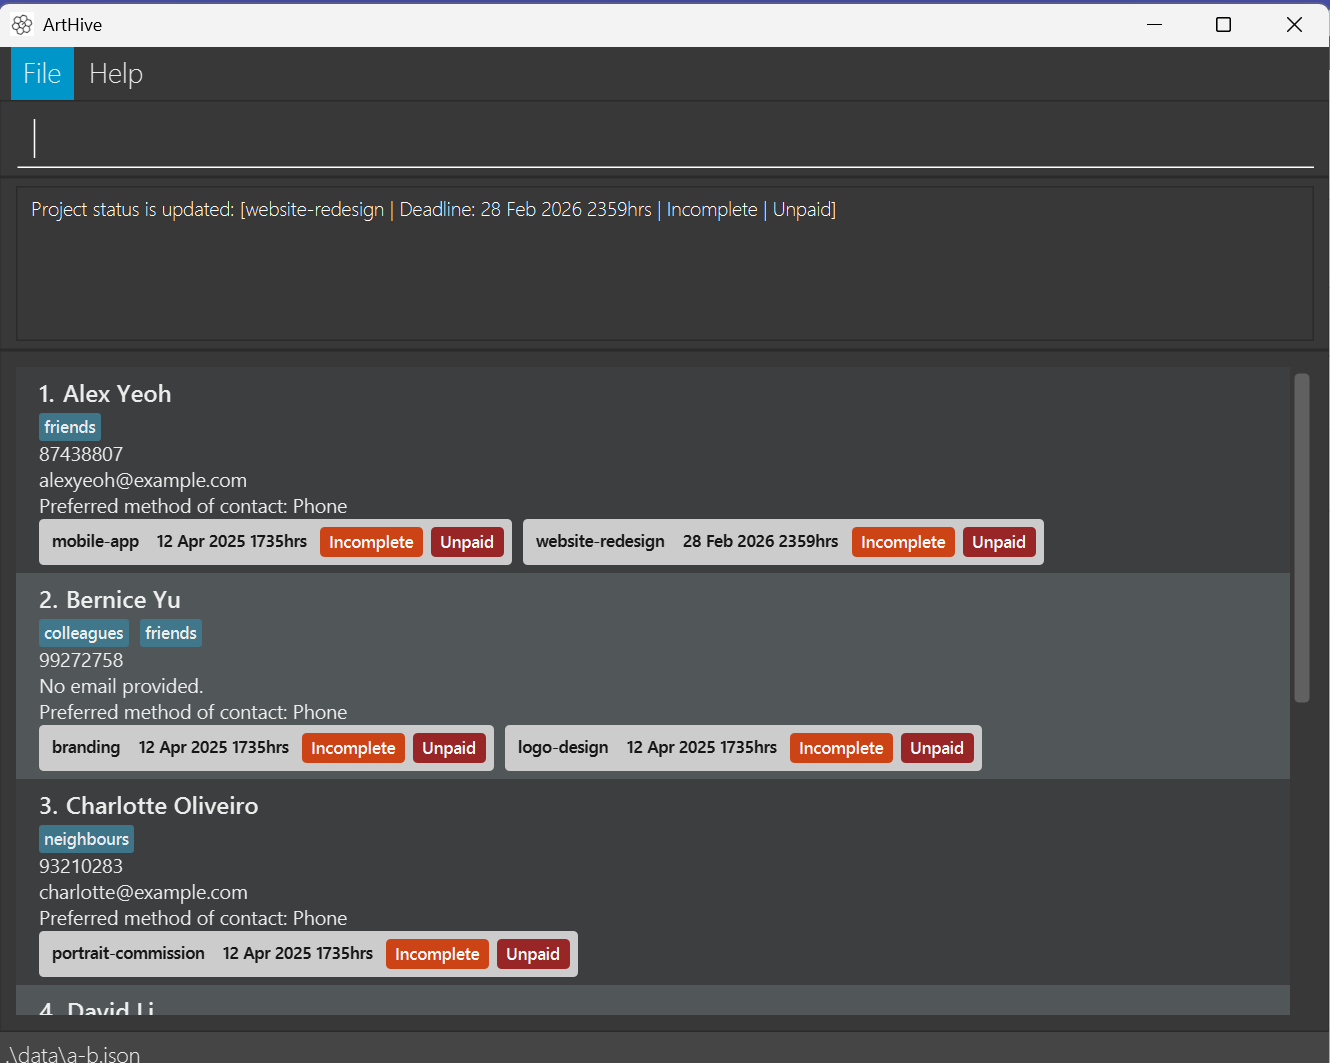 ArtHive
File Help
Project status is updated: [website-redesign | Deadline: 28 Feb 2026 2359hrs | Incomplete | Unpaid]
1. Alex Yeoh
friends
87438807
alexyeoh@example.com
Preferred method of contact: Phone
mobile-app 12 Apr 2025 1735hrs Incomplete Unpaid website-redesign 28 Feb 2026 2359hrs Incomplete Unpaid
2. Bernice Yu
colleagues friends
99272758
No email provided.
Preferred method of contact: Phone
branding 12 Apr 2025 1735hrs Incomplete Unpaid logo-design 12 Apr 2025 1735hrs Incomplete Unpaid
3. Charlotte Oliveiro
neighbours
93210283
charlotte@example.com
Preferred method of contact: Phone
portrait-commission 12 Apr 2025 1735hrs Incomplete Unpaid
4. David Li
.\data\a-b.json